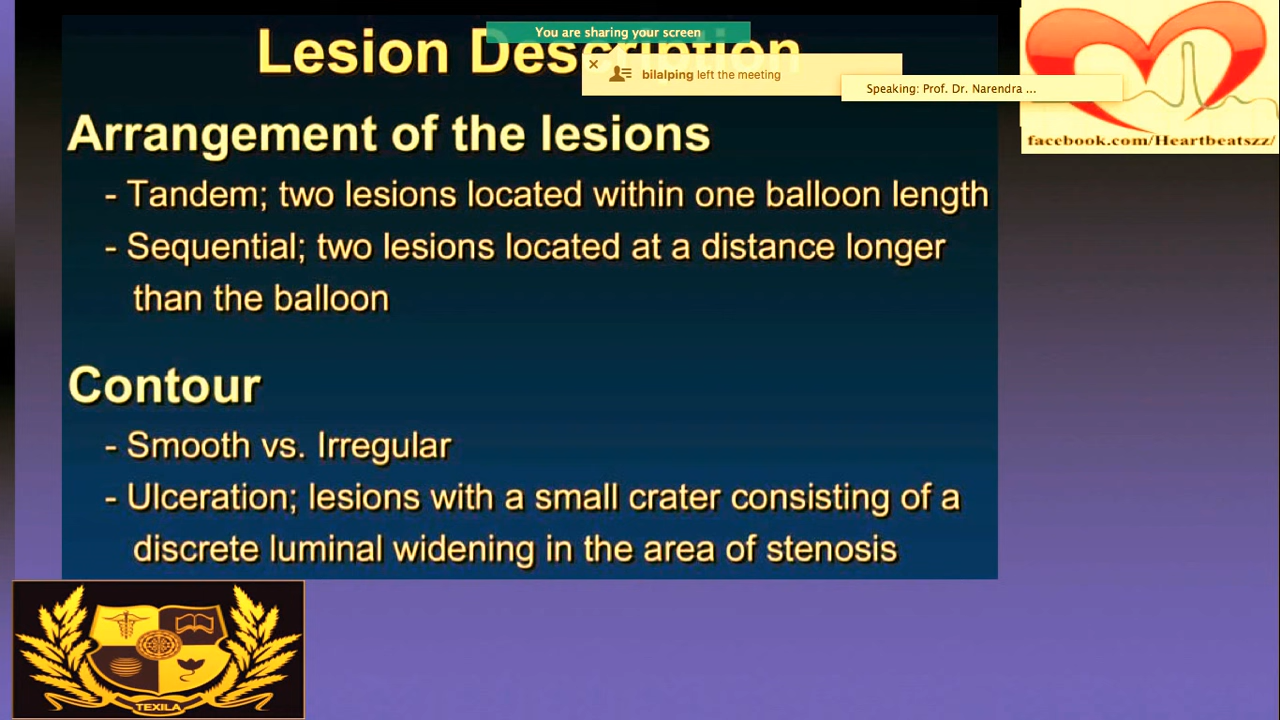 You are sharing your screen
Lesion Description
bilalping left the meeting
Speaking: Prof. Dr. Narendra ...
facebook.com/Heartbeatszz/
Arrangement of the lesions
- Tandem; two lesions located within one balloon length
- Sequential; two lesions located at a distance longer
than the balloon
Contour
- Smooth vs. Irregular
- Ulceration; lesions with a small crater consisting of a
discrete luminal widening in the area of stenosis
TEXILA